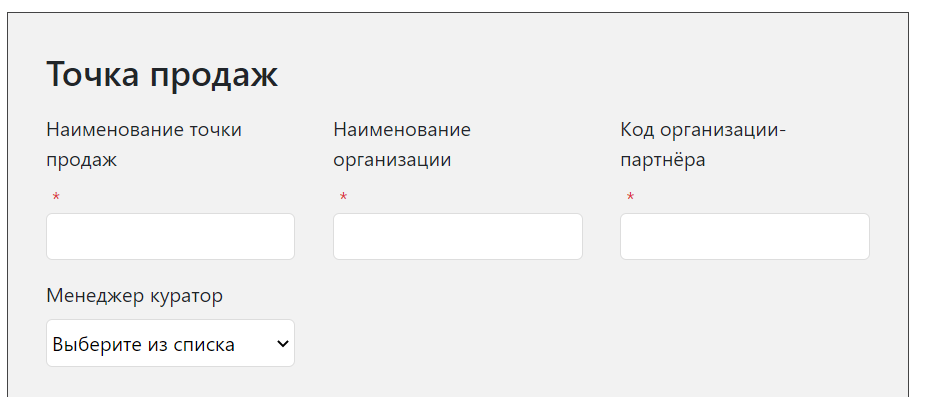 Точка продаж
Наименование точки
продаж
*
Наименование
организации
*
Код организации-
партнёра
*
Менеджер куратор
Выберите из списка